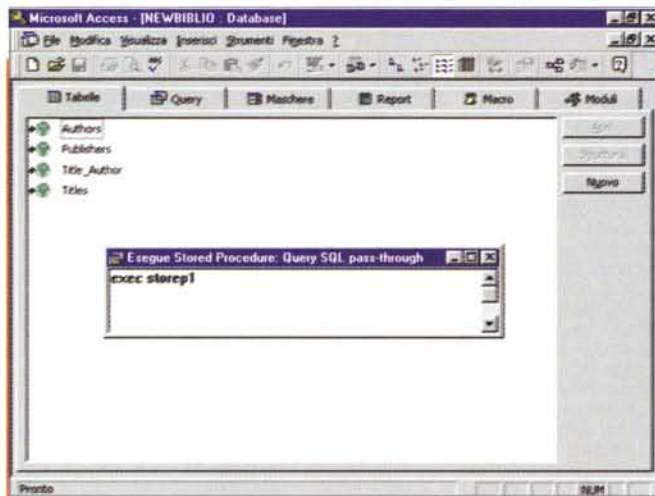 Microsoft Access - [NEWBIBLIO : Database]
File Modifica Visualizza Inserisci Strumenti Finestra ?
Tabelle Query Maschere Report Macro Moduli
Authors
Apri
Publishers
Struttura
Title_Author
Nuovo
Titles
Esegue Stored Procedure: Query SQL pass-through
exec storep1
Pronto
NUM